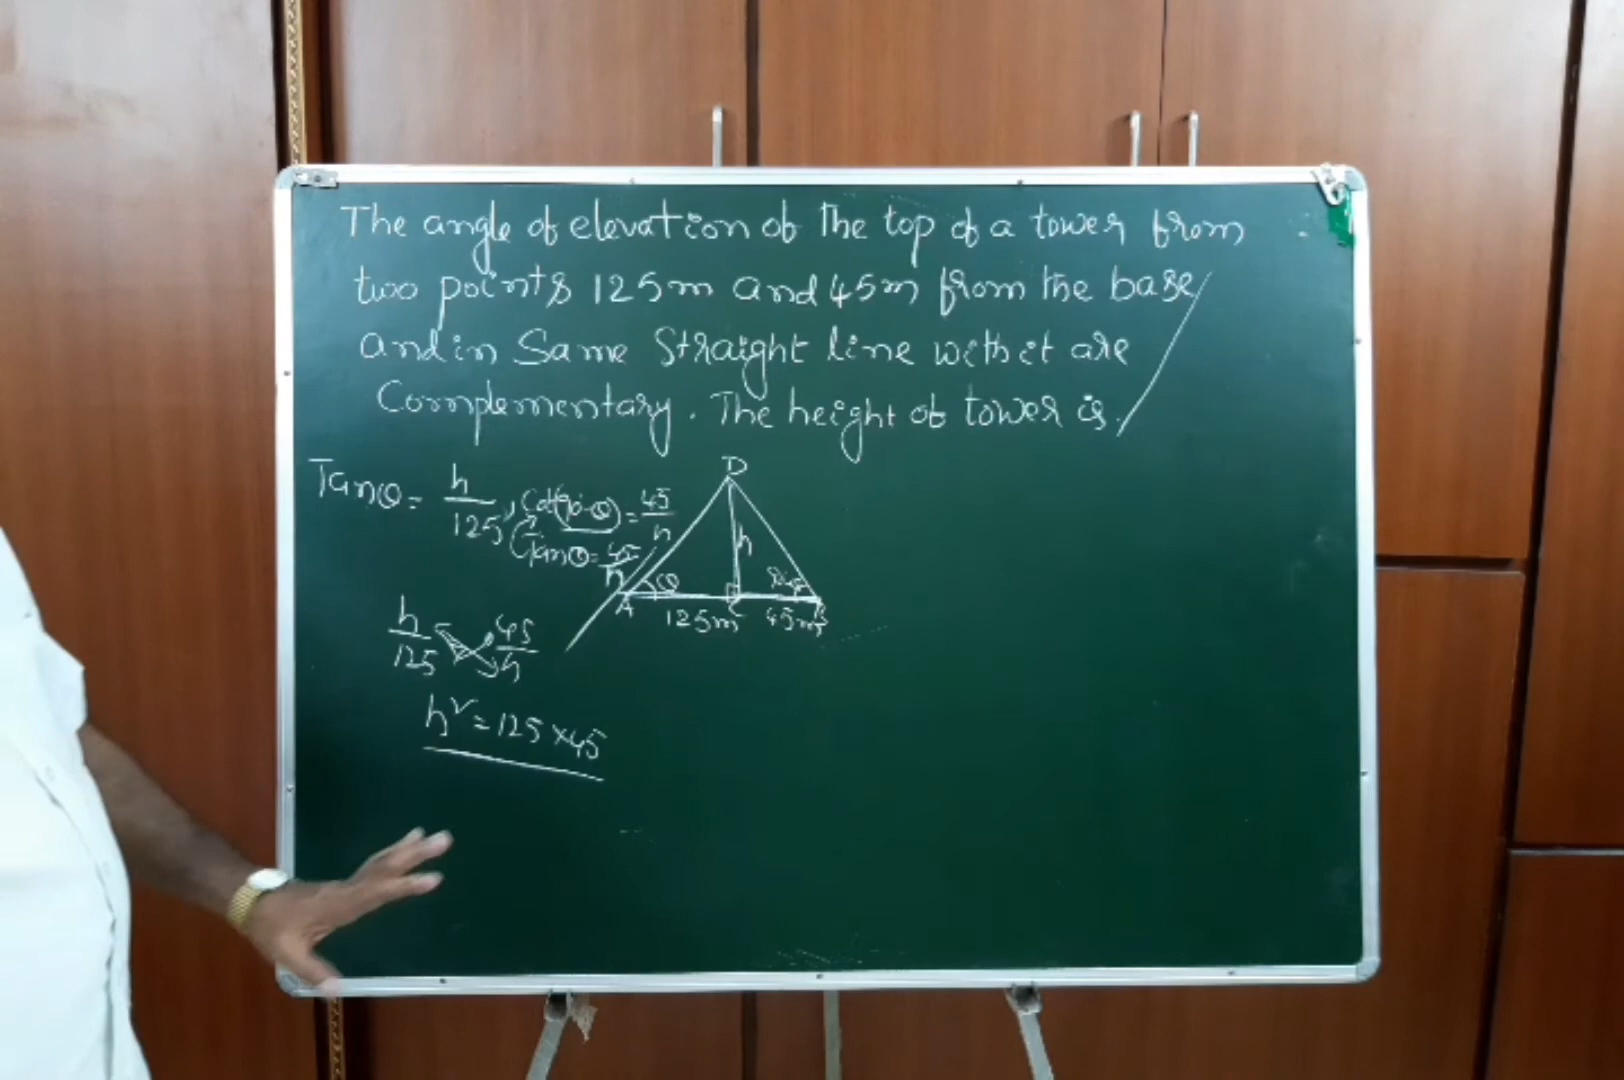 The angle of elevation of the top of a tower from
two points 125m and 45m from the base
and in Same Straight line with it are
Complementary. The height of tower is.
Tanθ = h/125, Cot(90-θ) = 45/h
Tanθ = 45/h
D
h
θ
A
C
B
125m
45m
h/125 45/h
h² = 125 × 45